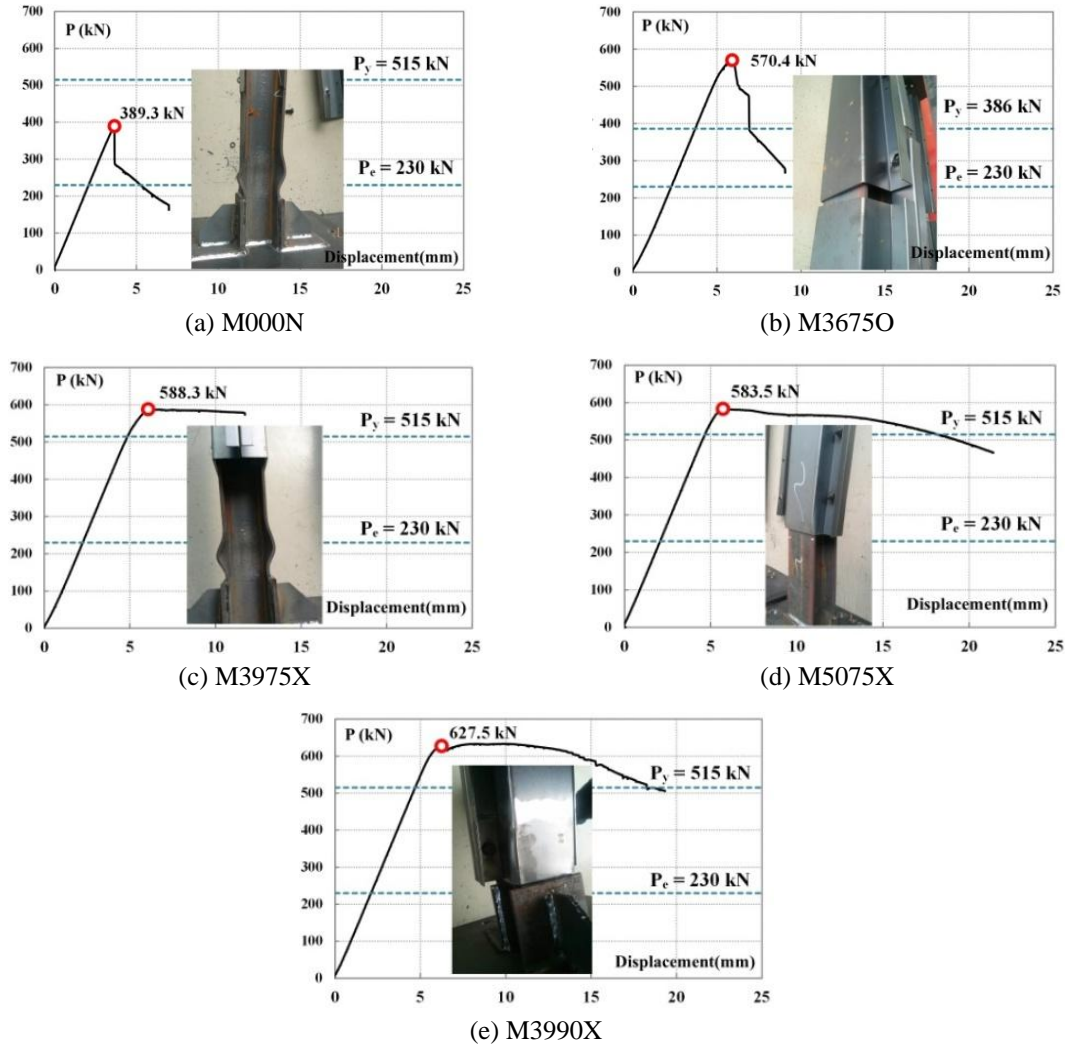 P (kN)
700
600
500
400
300
200
100
0
389.3 kN
P_y = 515 kN
P_e = 230 kN
Displacement(mm)
0 5 10 15 20 25
(a) M000N
P (kN)
700
600
500
400
300
200
100
0
570.4 kN
P_y = 386 kN
P_e = 230 kN
Displacement(mm)
0 5 10 15 20 25
(b) M3675O
P (kN)
700
600
500
400
300
200
100
0
588.3 kN
P_y = 515 kN
P_e = 230 kN
Displacement(mm)
0 5 10 15 20 25
(c) M3975X
P (kN)
700
600
500
400
300
200
100
0
583.5 kN
P_y = 515 kN
P_e = 230 kN
Displacement(mm)
0 5 10 15 20 25
(d) M5075X
P (kN)
700
600
500
400
300
200
100
0
627.5 kN
P_y = 515 kN
P_e = 230 kN
Displacement(mm)
0 5 10 15 20 25
(e) M3990X